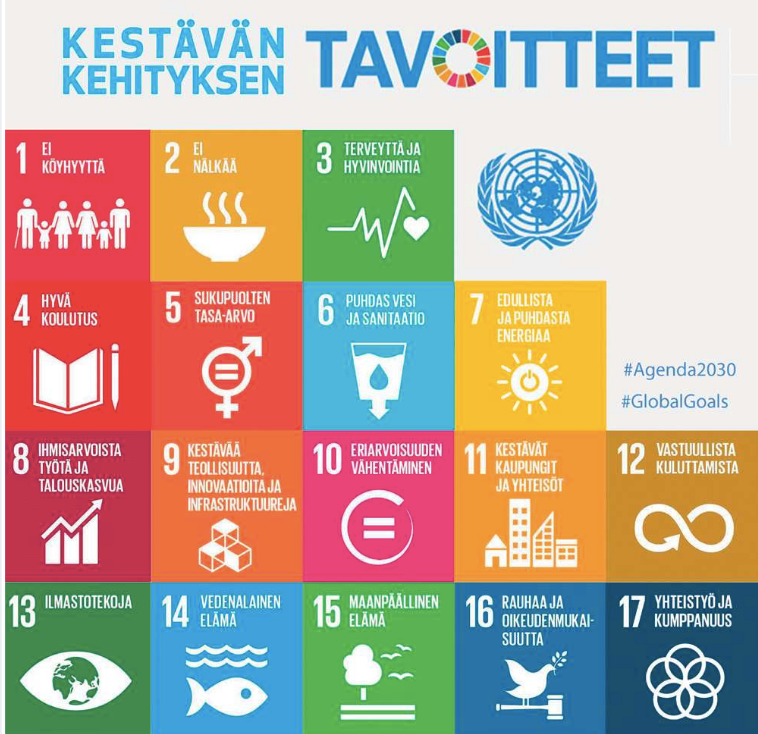 KESTÄVÄN
KEHITYKSEN
TAVOITTEET
1 EI
KÖYHYYTTÄ
2 EI
NÄLKÄÄ
3 TERVEYTTÄ JA
HYVINVOINTIA
4 HYVÄ
KOULUTUS
5 SUKUPUOLTEN
TASA-ARVO
6 PUHDAS VESI
JA SANITAATIO
7 EDULLISTA
JA PUHDASTA
ENERGIAA
#Agenda2030
#GlobalGoals
8 IHMISARVOISTA
TYÖTÄ JA
TALOUSKASVUA
9 KESTÄVÄÄ
TEOLLISUUTTA,
INNOVAATIOITA JA
INFRASTRUKTUUREJA
10 ERIARVOISUUDEN
VÄHENTÄMINEN
11 KESTÄVÄT
KAUPUNGIT
JA YHTEISÖT
12 VASTUULLISTA
KULUTTAMISTA
13 ILMASTOTEKOJA
14 VEDENALAINEN
ELÄMÄ
15 MAANPÄÄLLINEN
ELÄMÄ
16 RAUHAA JA
OIKEUDENMUKAI-
SUUTTA
17 YHTEISTYÖ JA
KUMPPANUUS